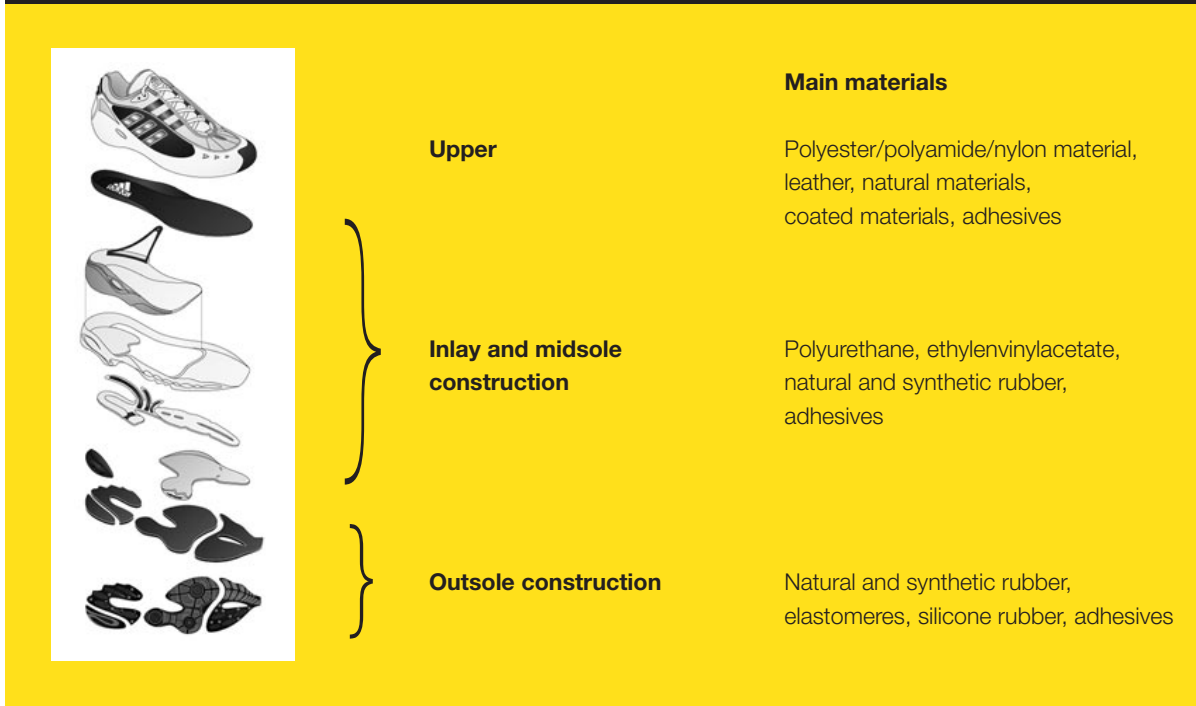 Main materials
Upper
Polyester/polyamide/nylon material,
leather, natural materials,
coated materials, adhesives
Inlay and midsole
construction
Polyurethane, ethylenvinylacetate,
natural and synthetic rubber,
adhesives
Outsole construction
Natural and synthetic rubber,
elastomeres, silicone rubber, adhesives